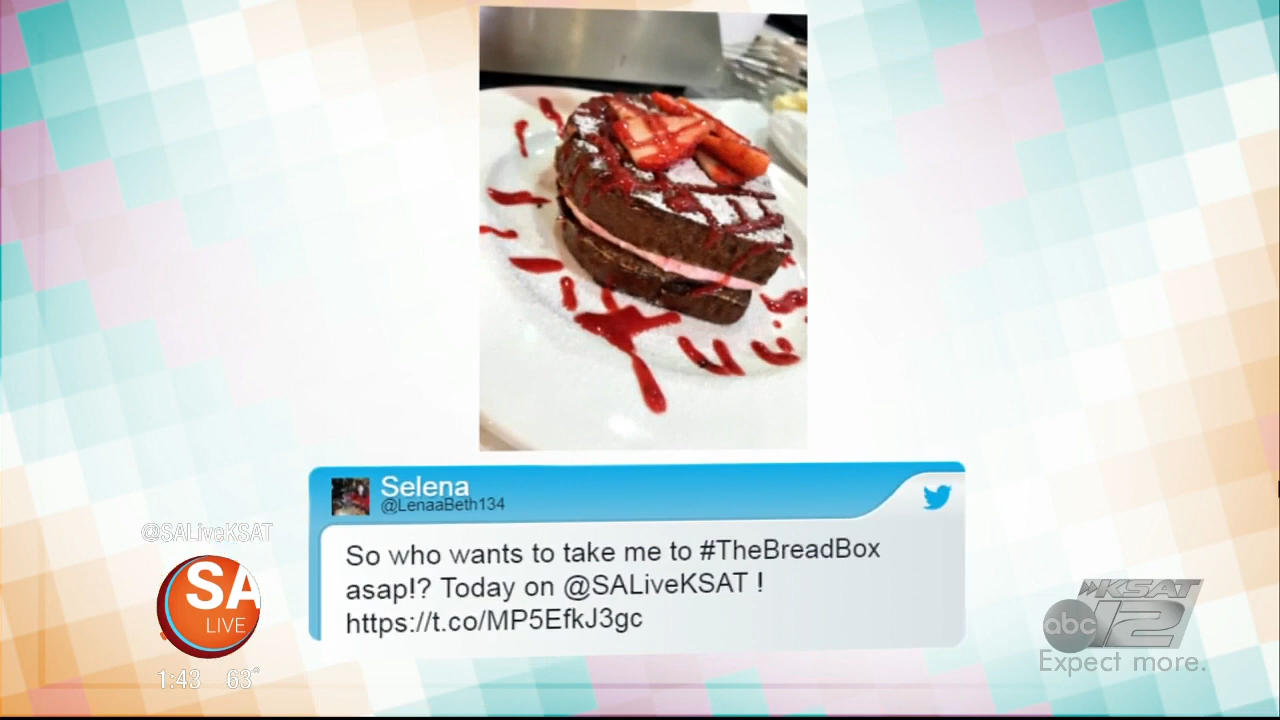 Selena
@LenaaBeth134
So who wants to take me to #TheBreadBox
asap!? Today on @SALiveKSAT !
https://t.co/MP5EfkJ3gc
@SALiveKSAT
SA
LIVE
1:43 63°
KSAT
abc 12
Expect more.